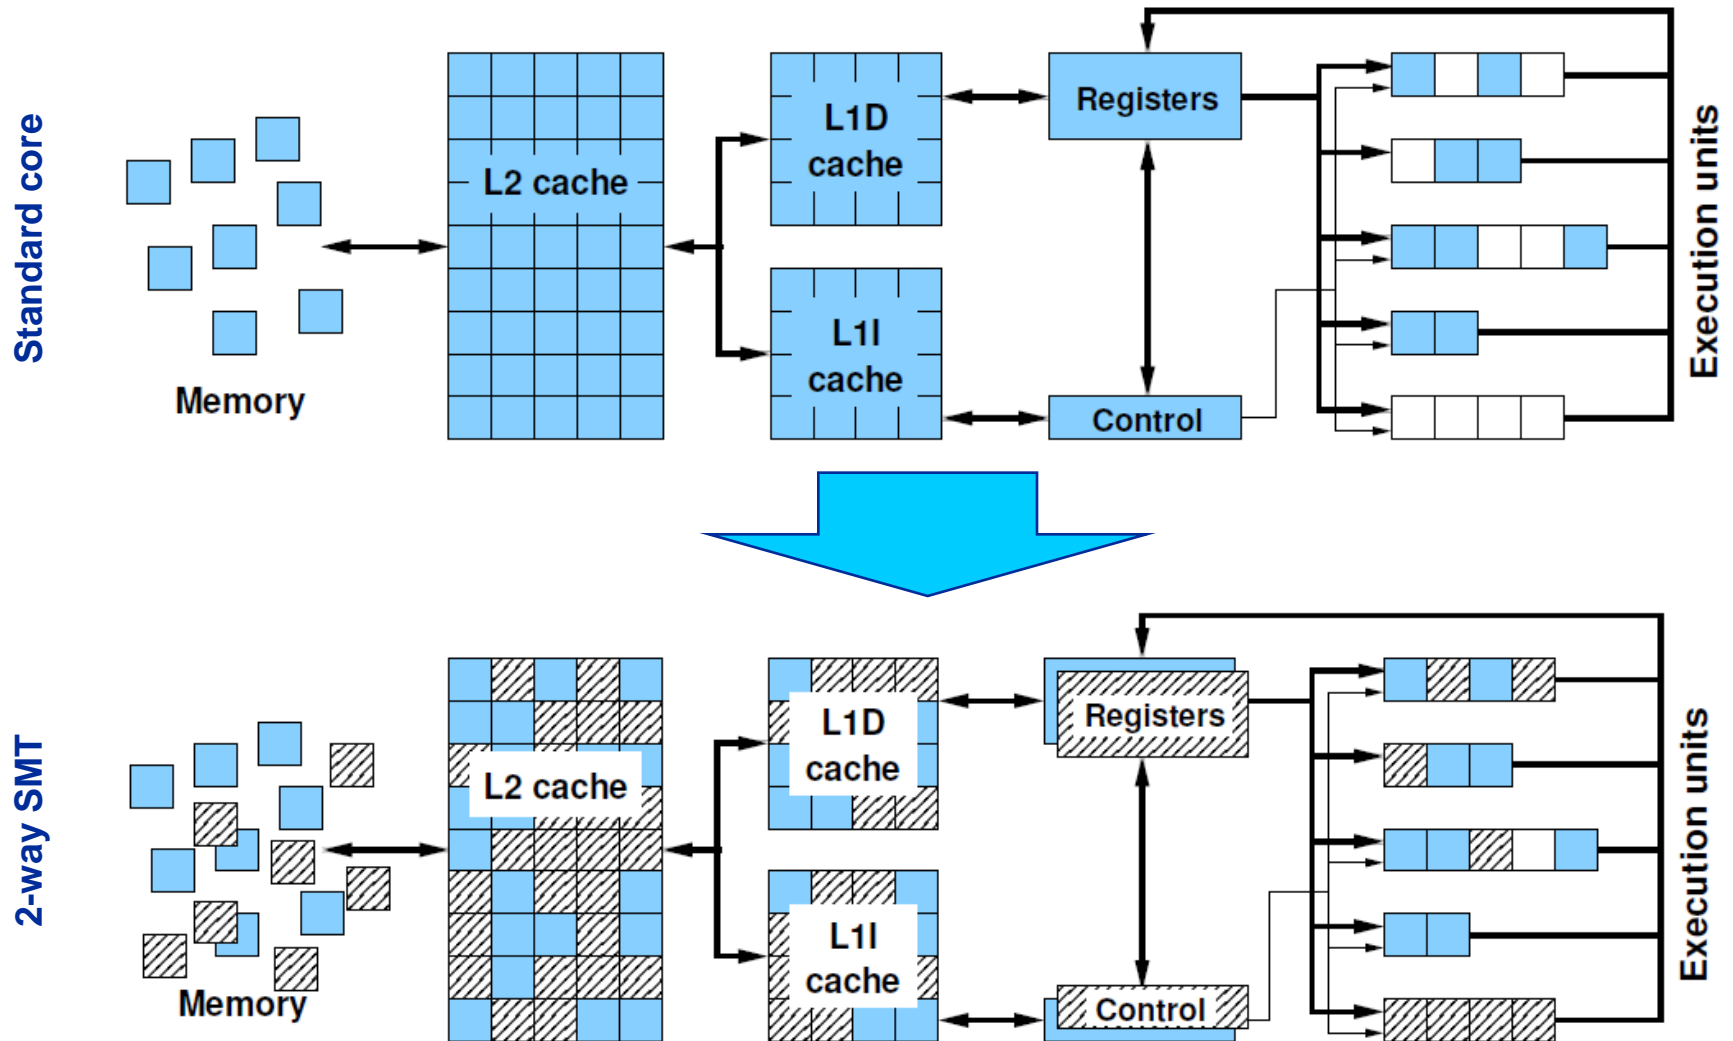 Standard core
Memory
L2 cache
L1D
cache
L1I
cache
Registers
Control
Execution units
2-way SMT
Memory
L2 cache
L1D
cache
L1I
cache
Registers
Control
Execution units